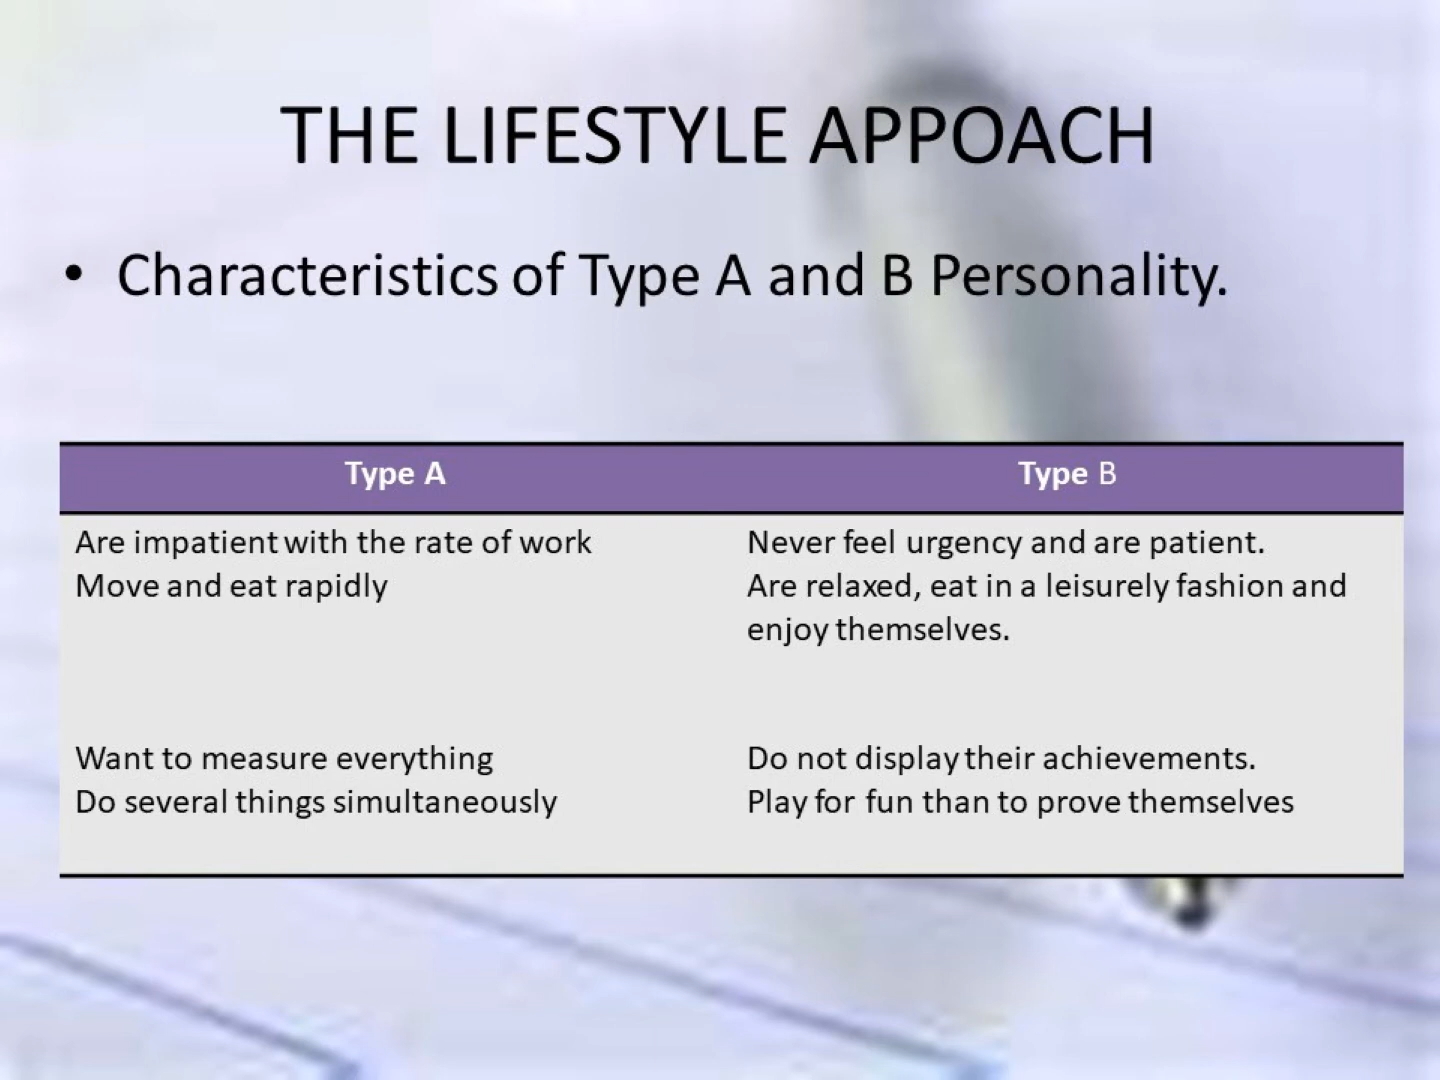 THE LIFESTYLE APPOACH
• Characteristics of Type A and B Personality.
Type A
Type B
Are impatient with the rate of work
Move and eat rapidly
Never feel urgency and are patient.
Are relaxed, eat in a leisurely fashion and
enjoy themselves.
Want to measure everything
Do several things simultaneously
Do not display their achievements.
Play for fun than to prove themselves